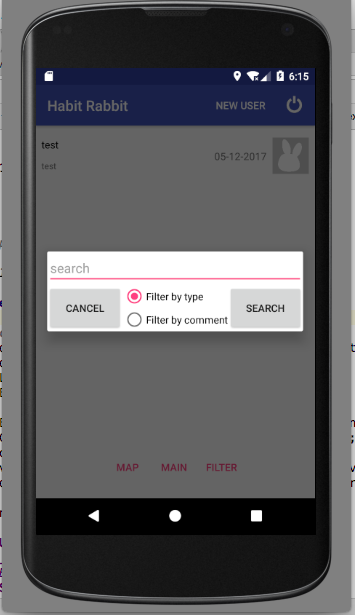 6:15
Habit Rabbit NEW USER
test
05-12-2017
test
search
CANCEL
Filter by type
Filter by comment
SEARCH
MAP MAIN FILTER